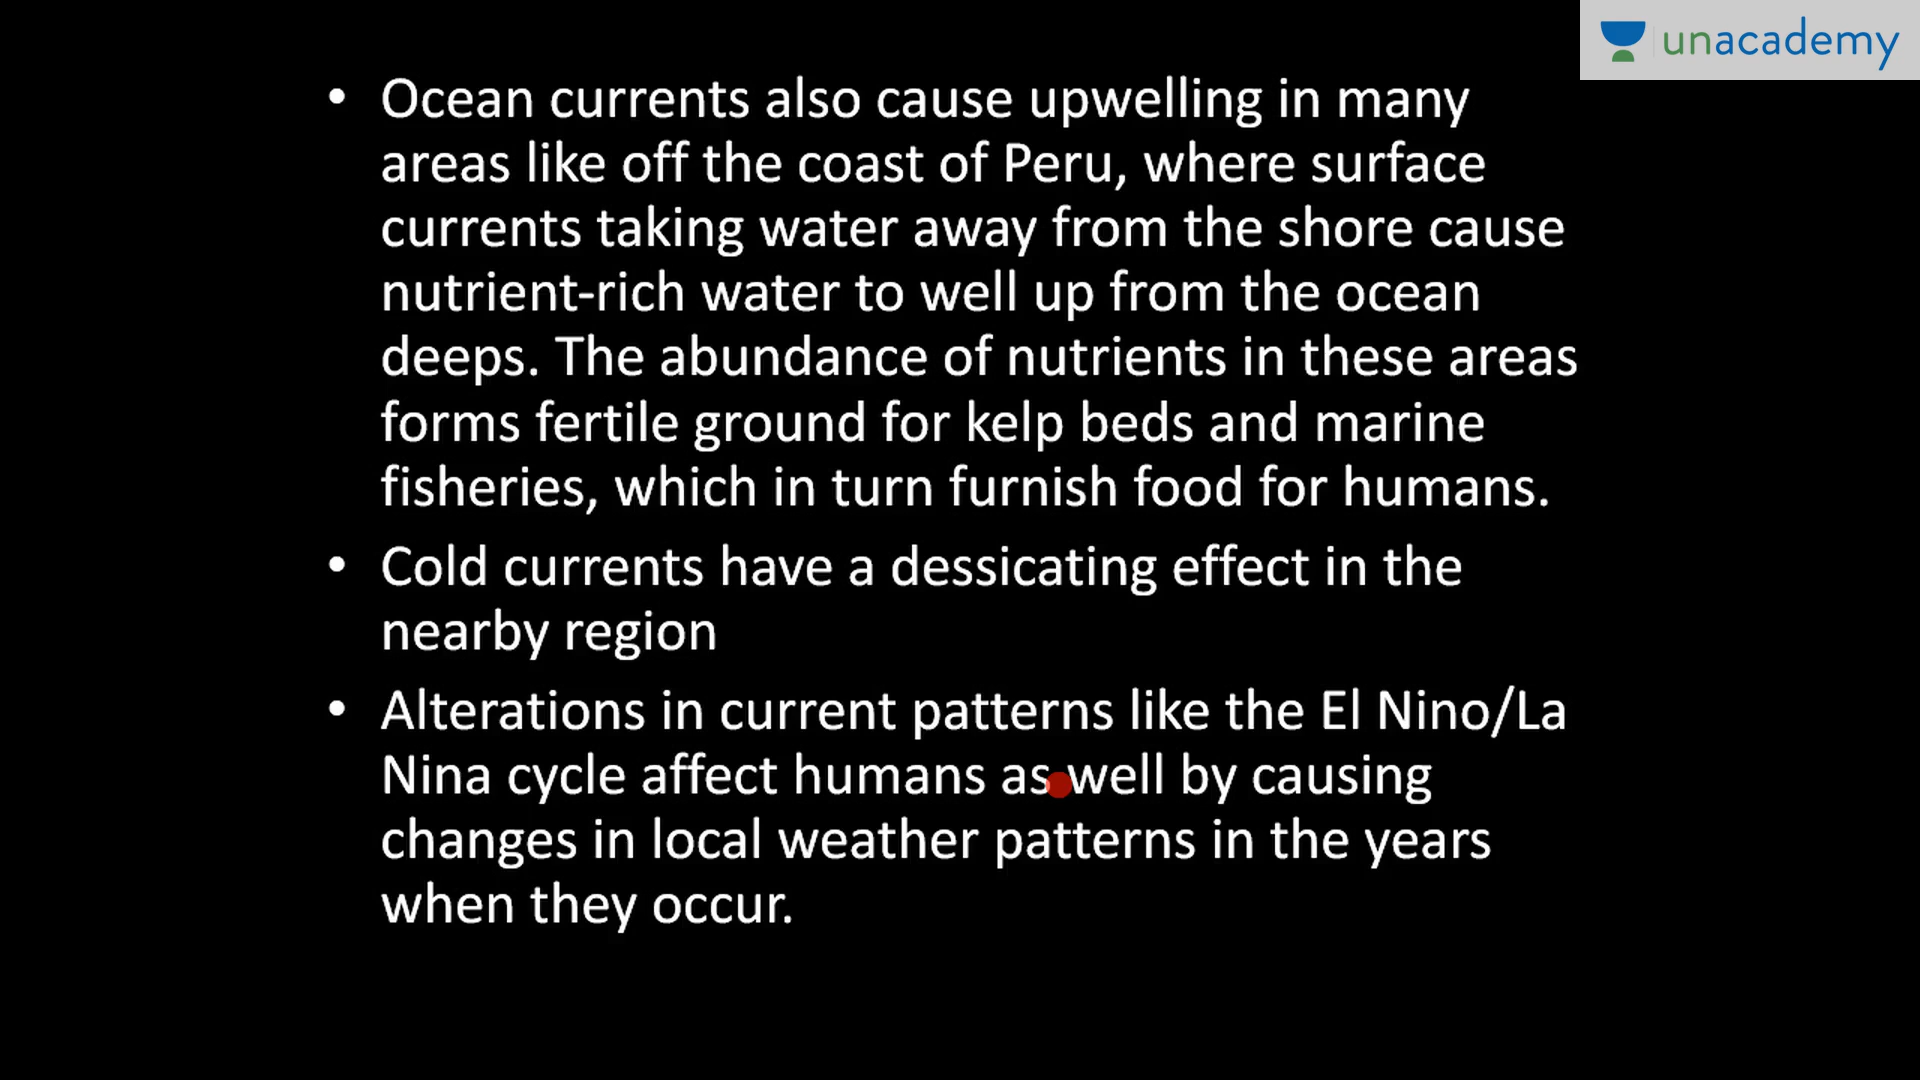 unacademy
• Ocean currents also cause upwelling in many
areas like off the coast of Peru, where surface
currents taking water away from the shore cause
nutrient-rich water to well up from the ocean
deeps. The abundance of nutrients in these areas
forms fertile ground for kelp beds and marine
fisheries, which in turn furnish food for humans.
• Cold currents have a dessicating effect in the
nearby region
• Alterations in current patterns like the El Nino/La
Nina cycle affect humans as well by causing
changes in local weather patterns in the years
when they occur.